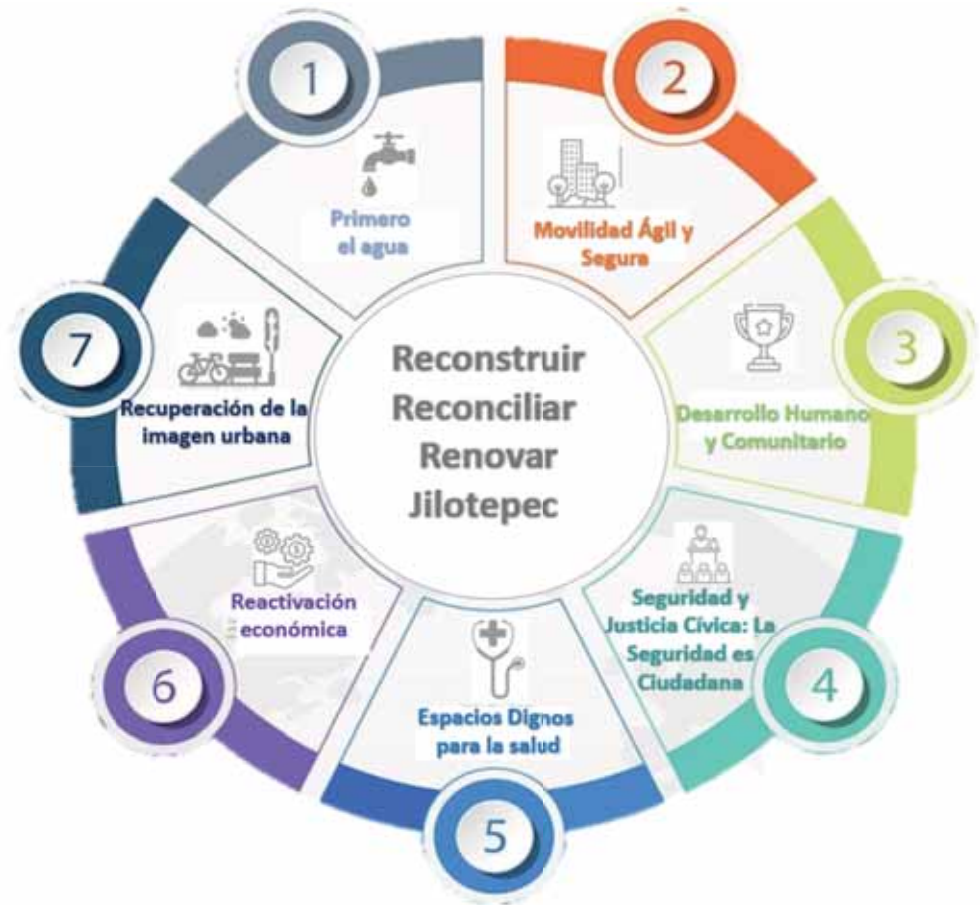 Reconstruir
Reconciliar
Renovar
Jilotepec
1
Primero
el agua
2
Movilidad Ágil y
Segura
3
Desarrollo Humano
y Comunitario
4
Seguridad y
Justicia Cívica: La
Seguridad es
Ciudadana
5
Espacios Dignos
para la salud
6
Reactivación
económica
7
Recuperación de la
imagen urbana